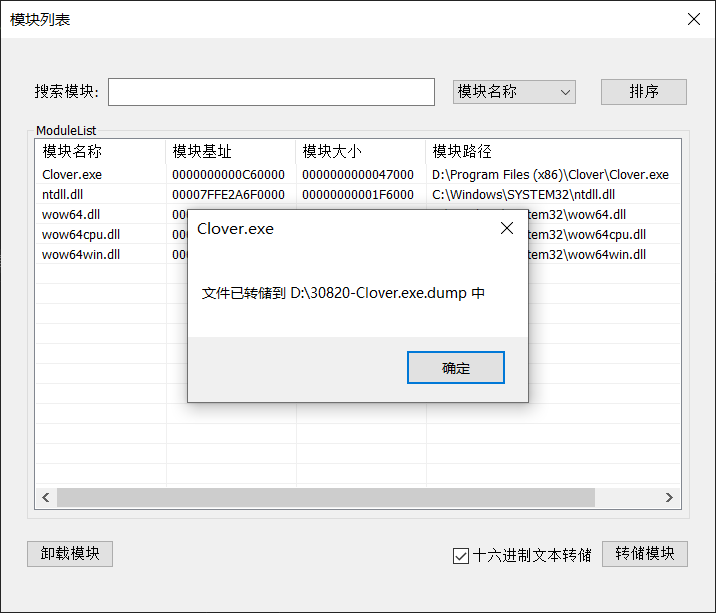 模块列表
搜索模块:
模块名称
排序
ModuleList
模块名称 模块基址 模块大小 模块路径
Clover.exe 0000000000C60000 0000000000047000 D:\Program Files (x86)\Clover\Clover.exe
ntdll.dll 00007FFE2A6F0000 00000000001F6000 C:\Windows\SYSTEM32\ntdll.dll
wow64.dll 00 tem32\wow64.dll
wow64cpu.dll 00 tem32\wow64cpu.dll
wow64win.dll 00 tem32\wow64win.dll
Clover.exe
文件已转储到 D:\30820-Clover.exe.dump 中
确定
卸载模块
十六进制文本转储
转储模块